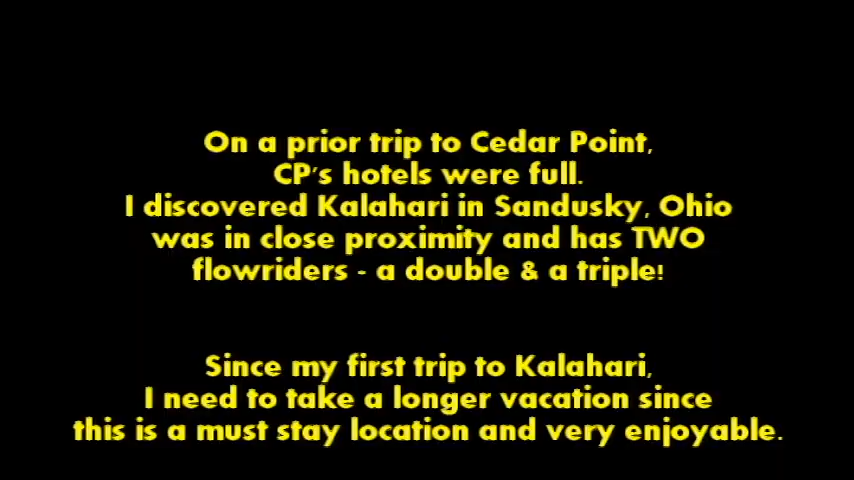 On a prior trip to Cedar Point,
CP's hotels were full.
I discovered Kalahari in Sandusky, Ohio
was in close proximity and has TWO
flowriders - a double & a triple!
Since my first trip to Kalahari,
I need to take a longer vacation since
this is a must stay location and very enjoyable.